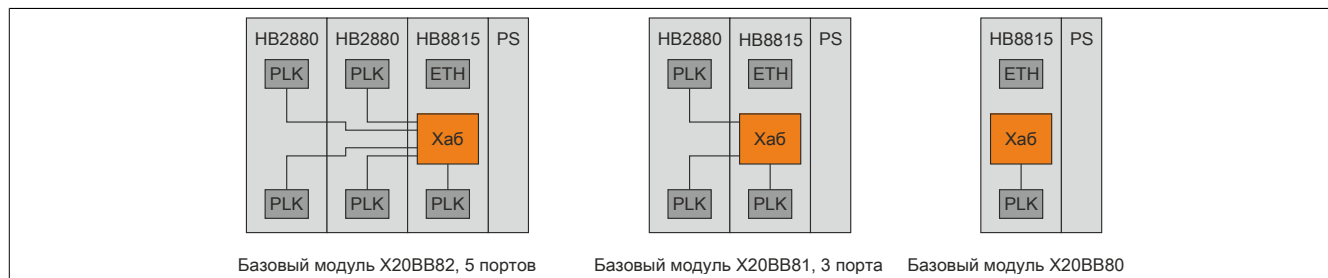 HB2880 HB2880 HB8815 PS HB2880 HB8815 PS HB8815 PS
PLK PLK ETH PLK ETH ETH
Хаб Хаб Хаб
PLK PLK PLK PLK PLK PLK
Базовый модуль X20BB82, 5 портов Базовый модуль X20BB81, 3 порта Базовый модуль X20BB80